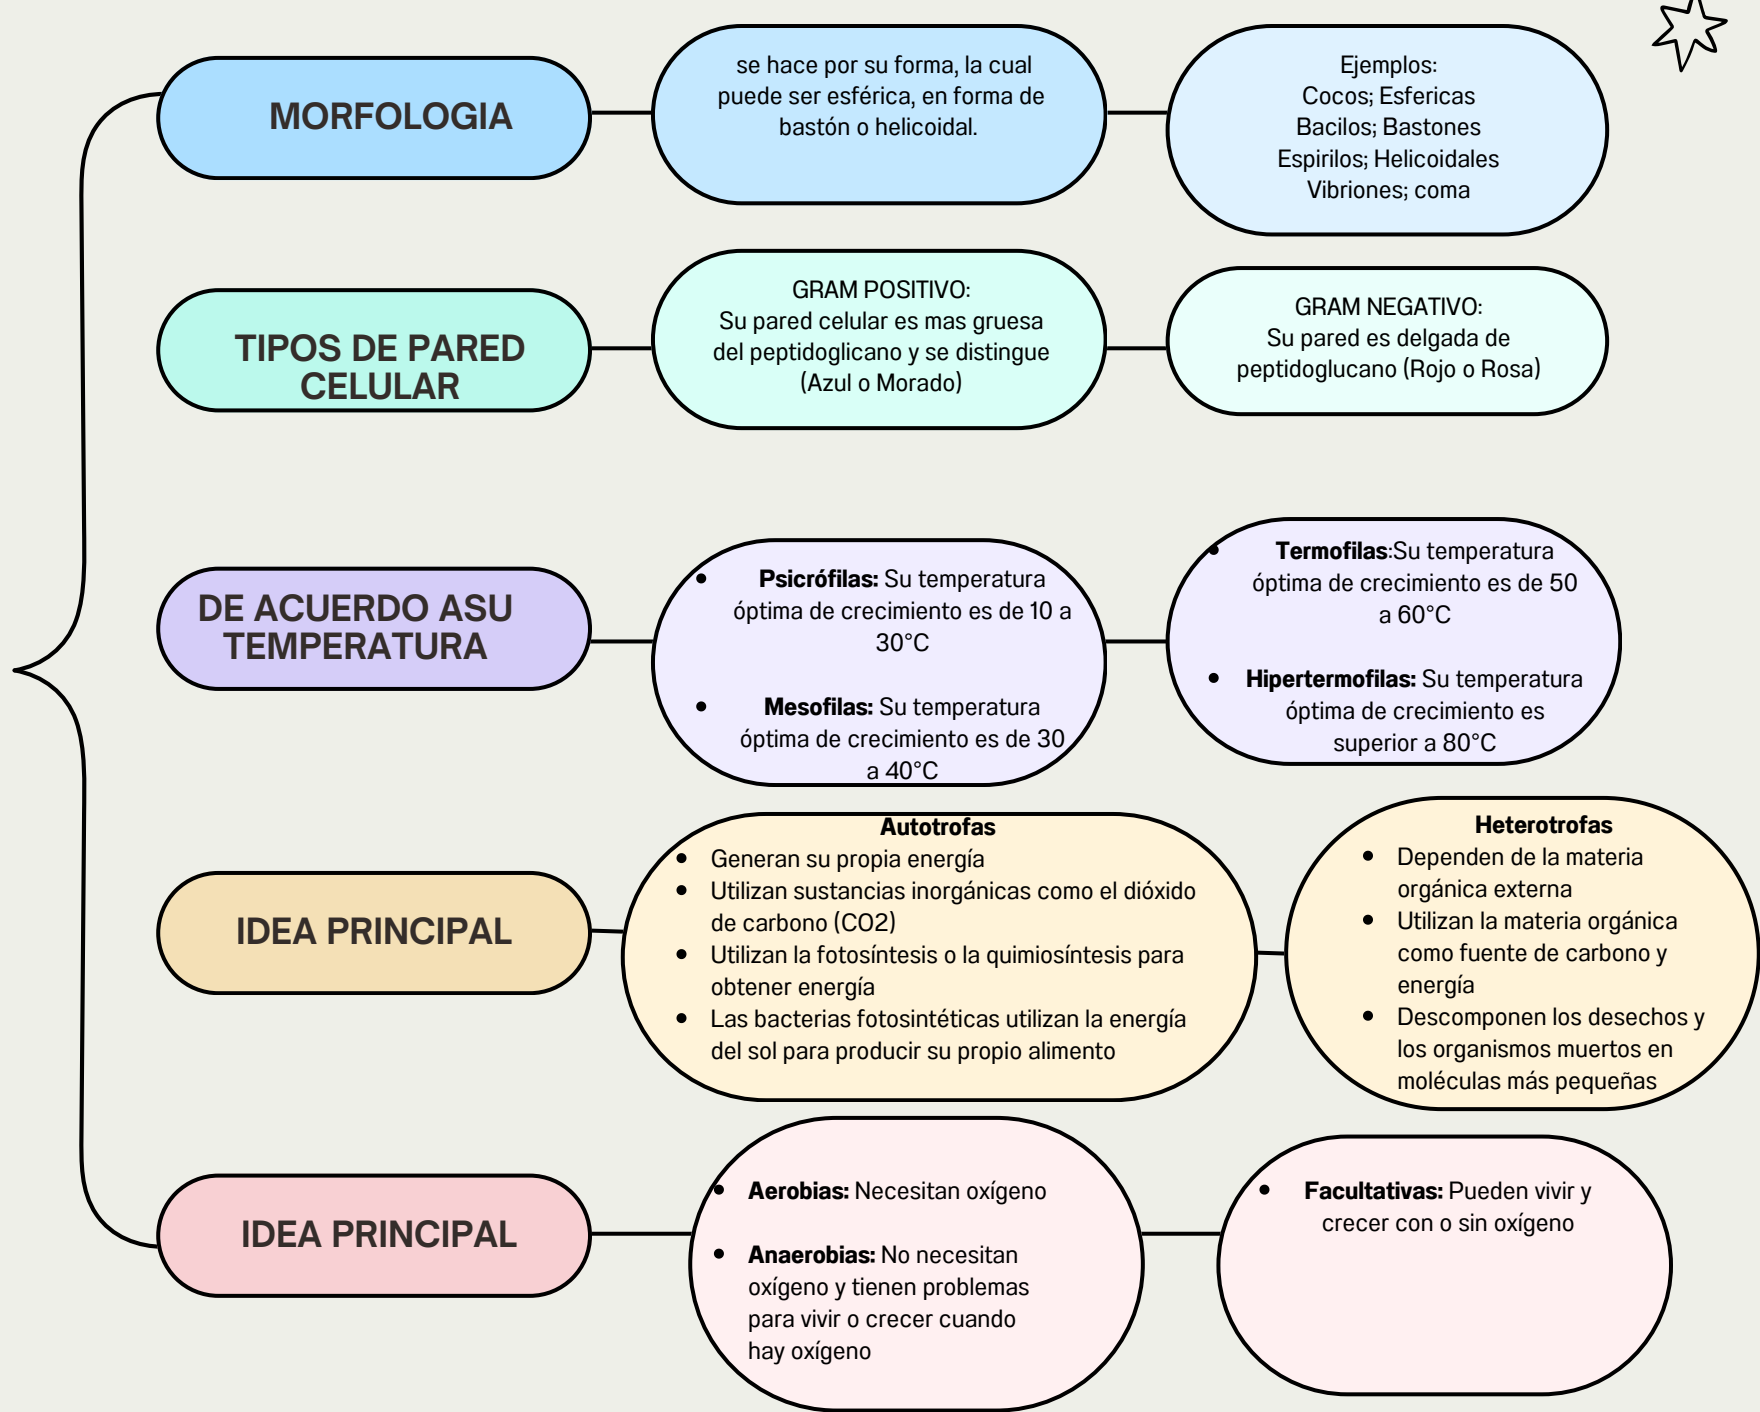 MORFOLOGIA
se hace por su forma, la cual
puede ser esférica, en forma de
bastón o helicoidal.
Ejemplos:
Cocos; Esfericas
Bacilos; Bastones
Espirilos; Helicoidales
Vibriones; coma
TIPOS DE PARED
CELULAR
GRAM POSITIVO:
Su pared celular es mas gruesa
del peptidoglicano y se distingue
(Azul o Morado)
GRAM NEGATIVO:
Su pared es delgada de
peptidoglucano (Rojo o Rosa)
DE ACUERDO ASU
TEMPERATURA
• Psicrófilas: Su temperatura
óptima de crecimiento es de 10 a
30°C
• Mesofilas: Su temperatura
óptima de crecimiento es de 30
a 40°C
• Termofilas:Su temperatura
óptima de crecimiento es de 50
a 60°C
• Hipertermofilas: Su temperatura
óptima de crecimiento es
superior a 80°C
IDEA PRINCIPAL
Autotrofas
• Generan su propia energía
• Utilizan sustancias inorgánicas como el dióxido
de carbono (CO2)
• Utilizan la fotosíntesis o la quimiosíntesis para
obtener energía
• Las bacterias fotosintéticas utilizan la energía
del sol para producir su propio alimento
Heterotrofas
• Dependen de la materia
orgánica externa
• Utilizan la materia orgánica
como fuente de carbono y
energía
• Descomponen los desechos y
los organismos muertos en
moléculas más pequeñas
IDEA PRINCIPAL
• Aerobias: Necesitan oxígeno
• Anaerobias: No necesitan
oxígeno y tienen problemas
para vivir o crecer cuando
hay oxígeno
• Facultativas: Pueden vivir y
crecer con o sin oxígeno